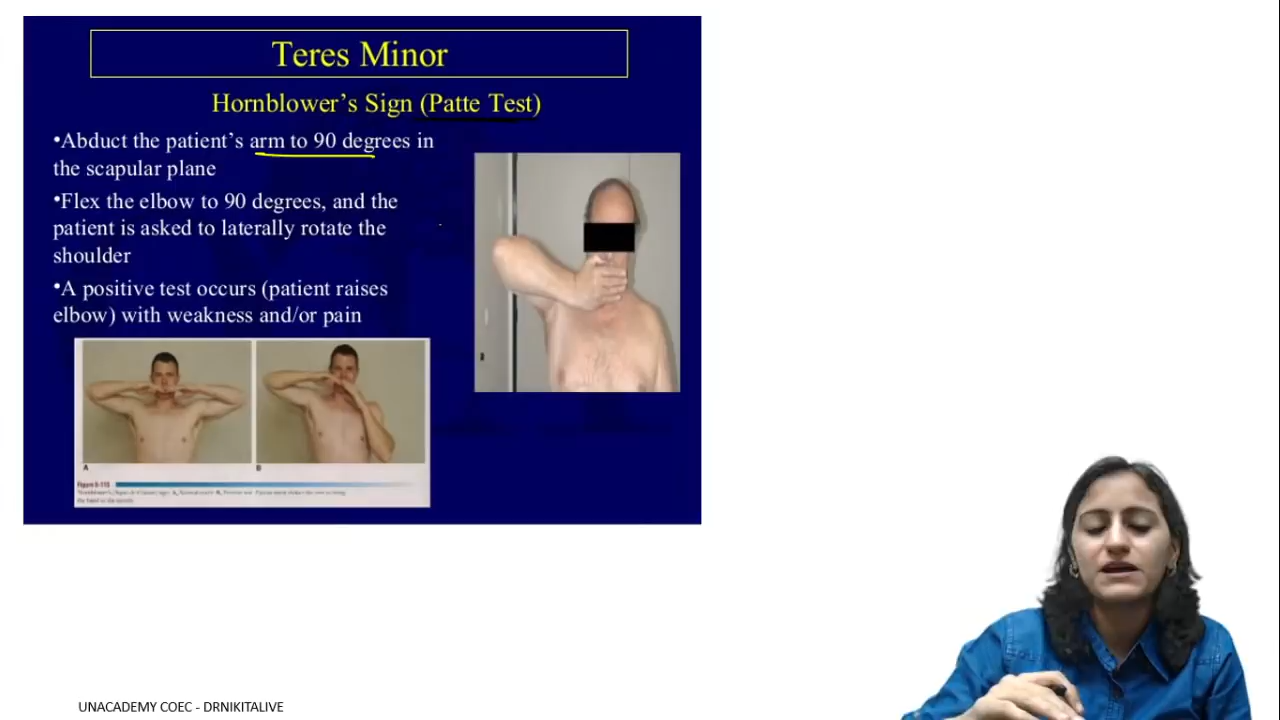 Teres Minor
Hornblower's Sign (Patte Test)
•Abduct the patient's arm to 90 degrees in
the scapular plane
•Flex the elbow to 90 degrees, and the
patient is asked to laterally rotate the
shoulder
•A positive test occurs (patient raises
elbow) with weakness and/or pain
A
B
UNACADEMY COEC - DRNIKITALIVE